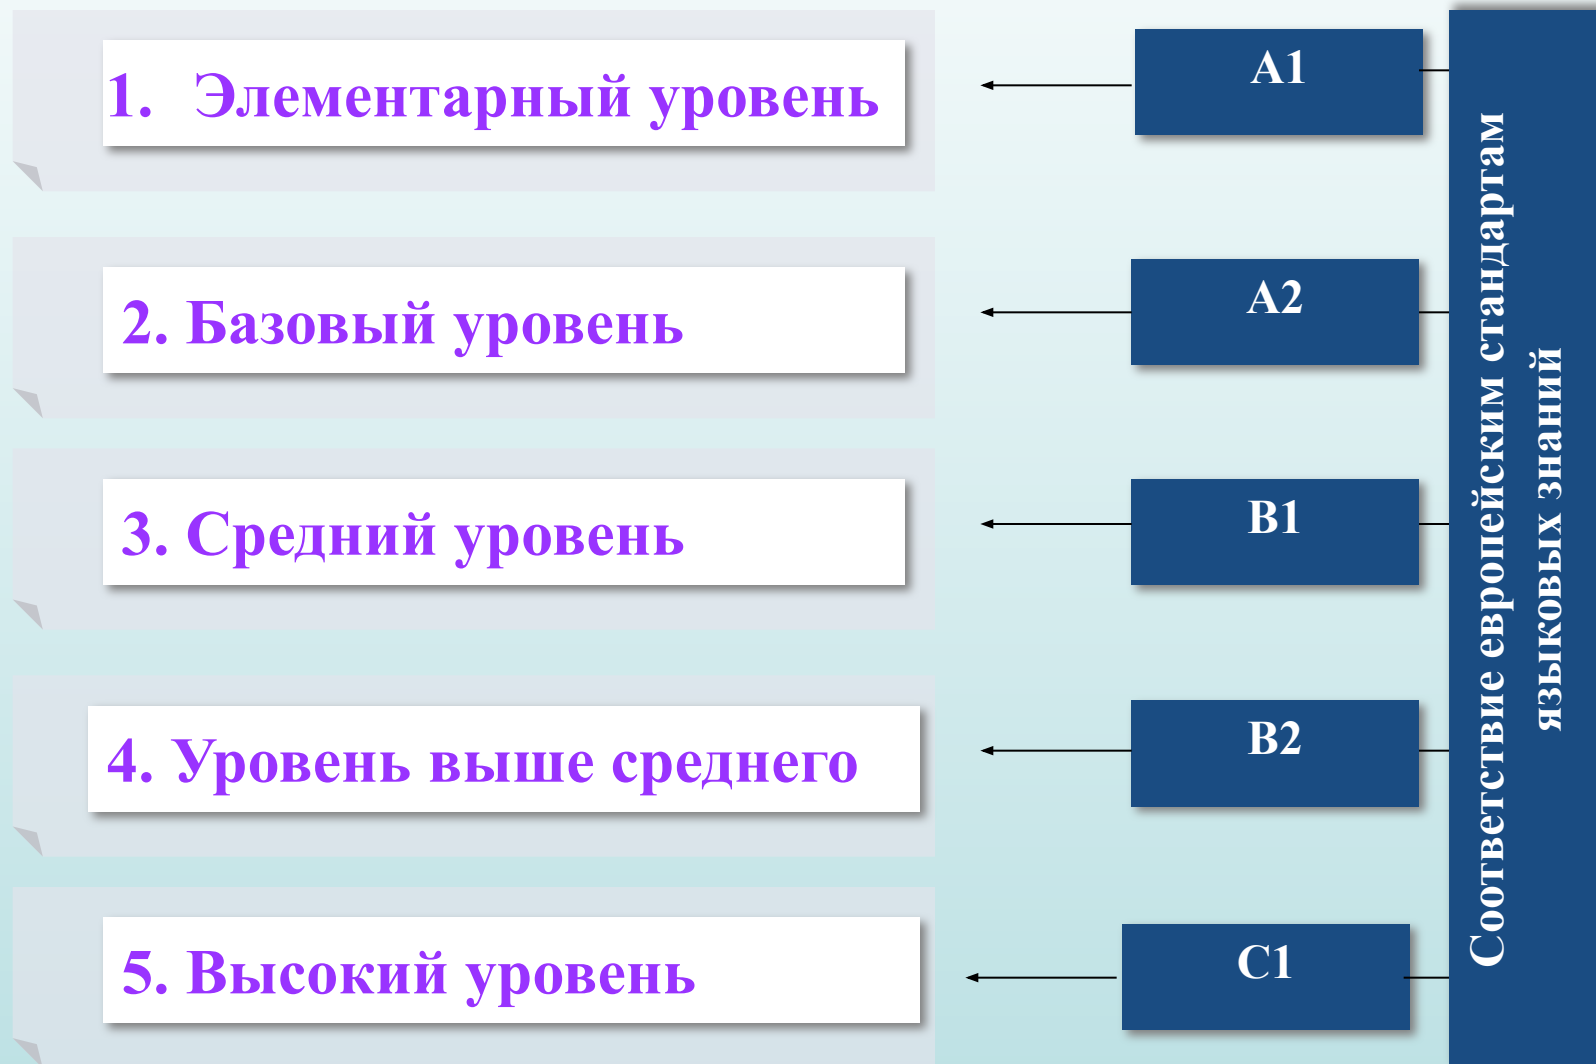 1. Элементарный уровень
A1
2. Базовый уровень
A2
3. Средний уровень
B1
4. Уровень выше среднего
B2
5. Высокий уровень
C1
Соответствие европейским стандартам
языковых знаний